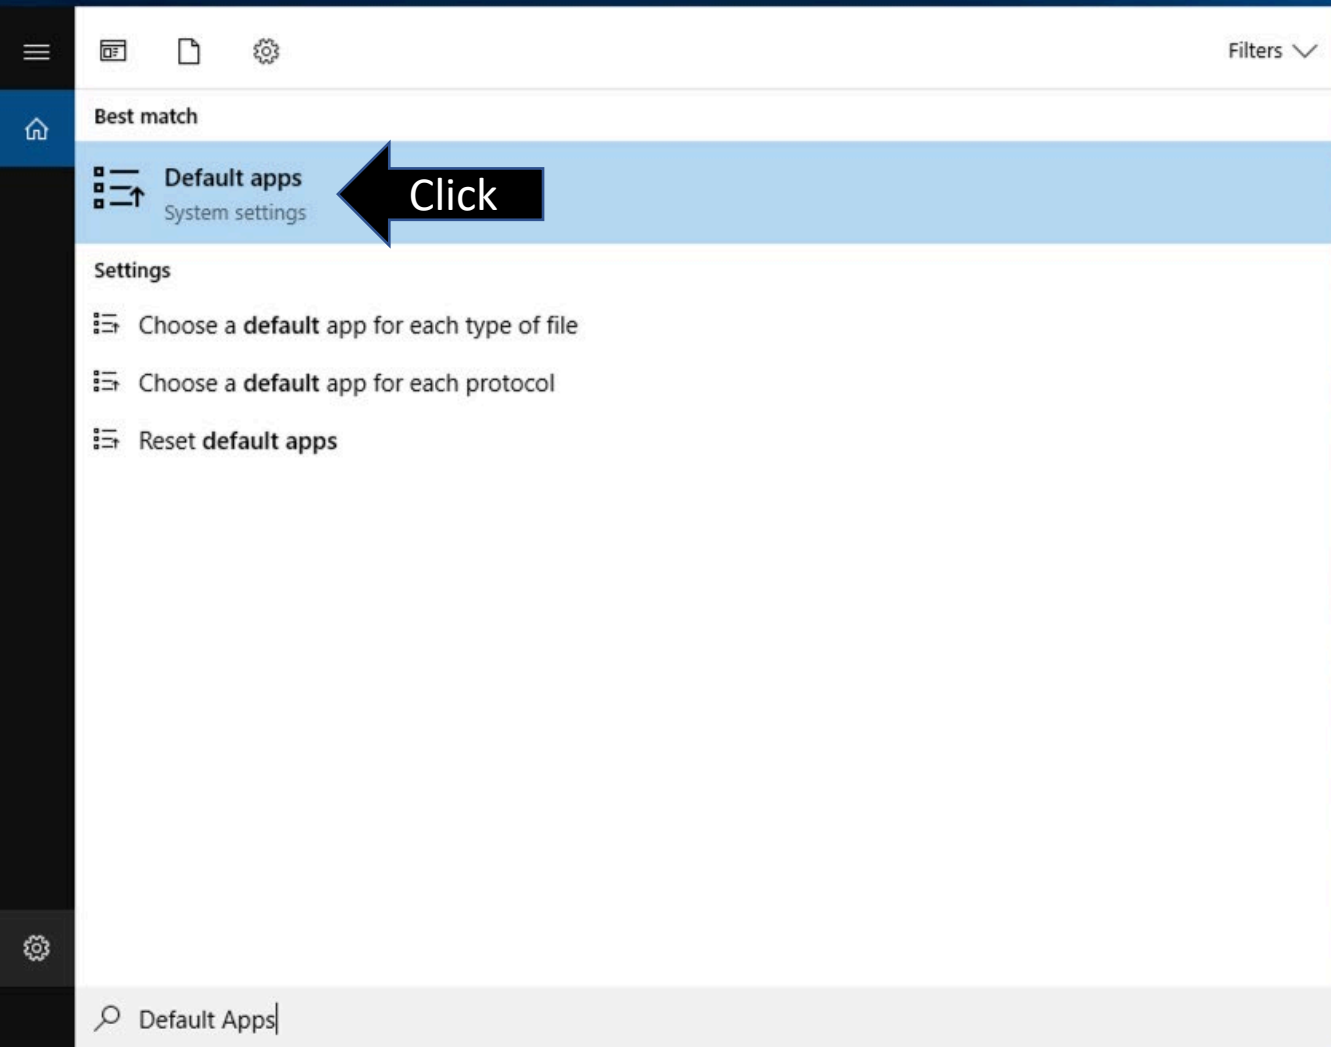 Filters
Best match
Default apps
System settings
Click
Settings
Choose a default app for each type of file
Choose a default app for each protocol
Reset default apps
Default Apps